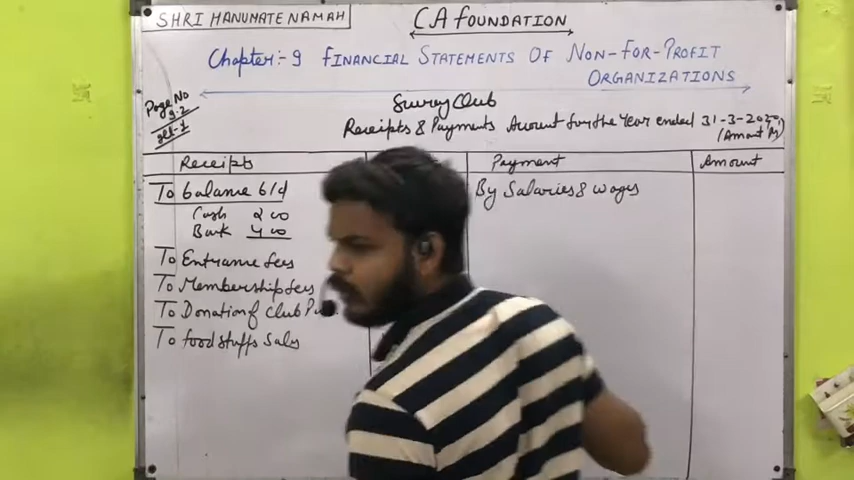 SHRI HANUMATE NAMAH
CA FOUNDATION
Chapter:- 9 FINANCIAL STATEMENTS OF NON-FOR-PROFIT
ORGANIZATIONS
Page No
9.2
Club
Receipts & Payments Account for the Year ended 31-3-2020
(Amount
Receipts
Payment
Amount
To balance b/d
Cash 200
Bank 400
To Entrance fees
To Membership fees
To Donation of Club
To food stuffs Sales
By Salaries & wages